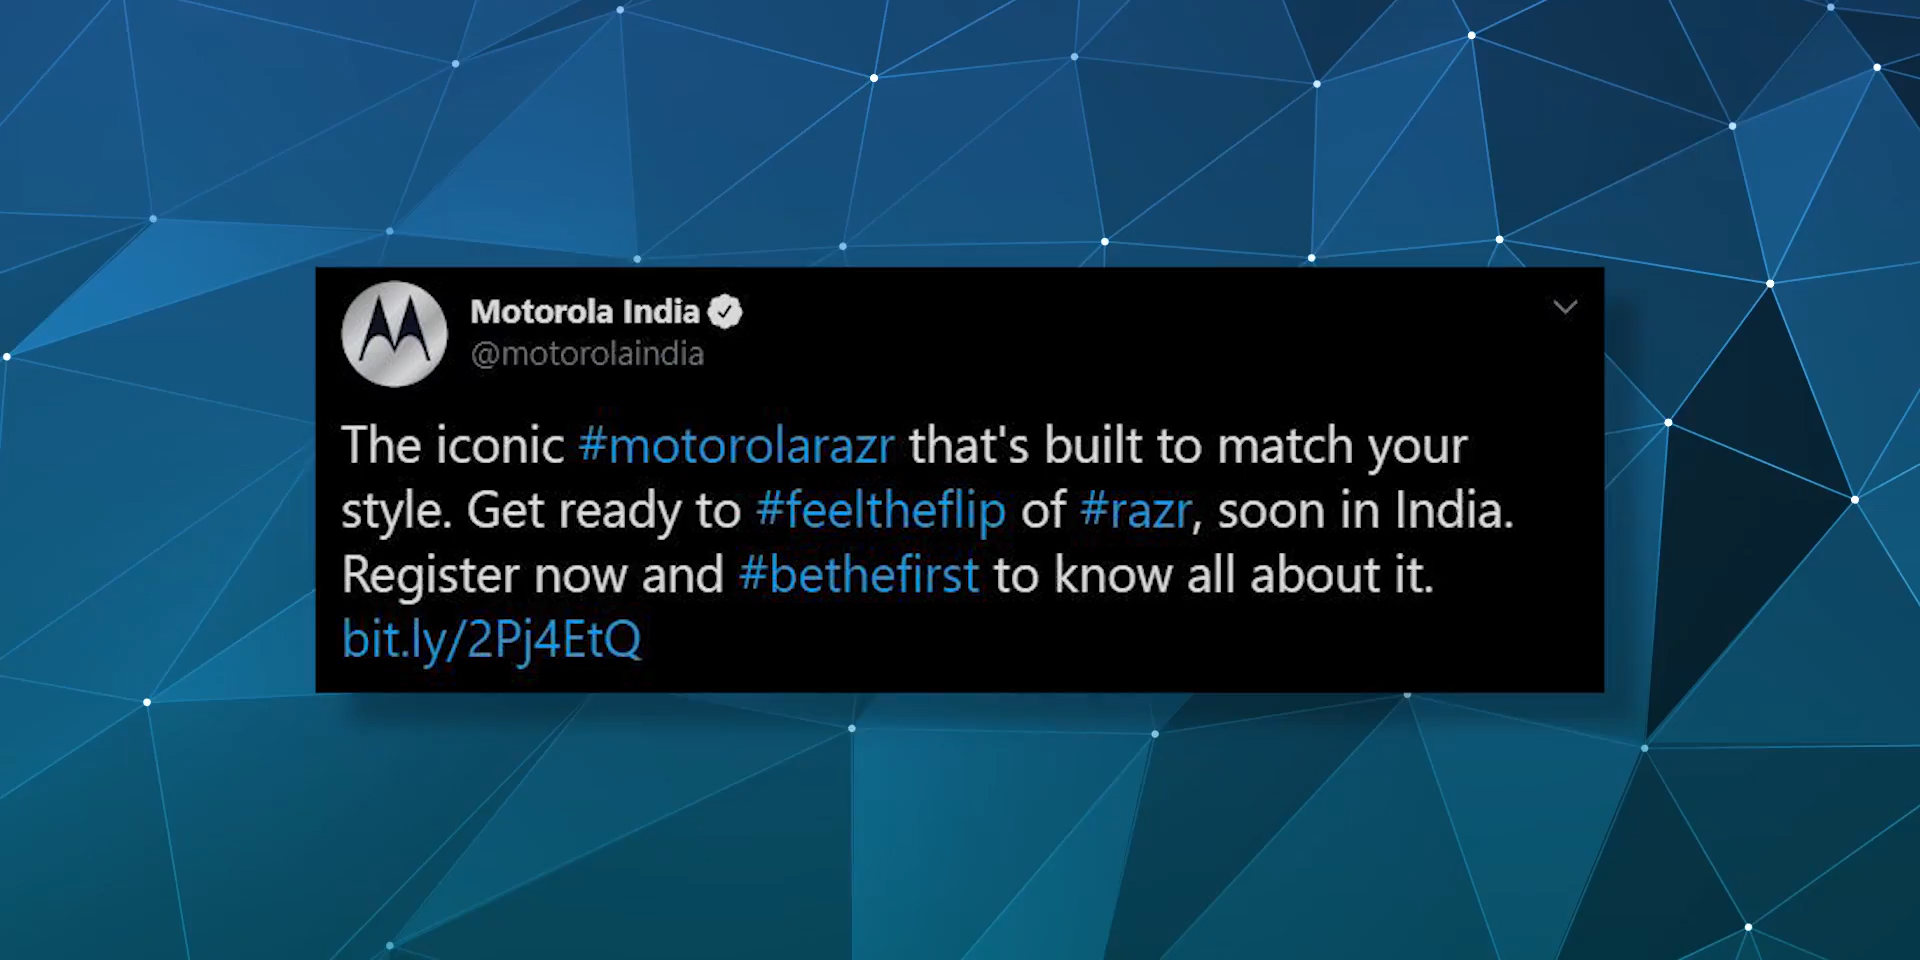 Motorola India
@motorolaindia
The iconic #motorolarazr that's built to match your
style. Get ready to #feeltheflip of #razr, soon in India.
Register now and #bethefirst to know all about it.
bit.ly/2Pj4EtQ